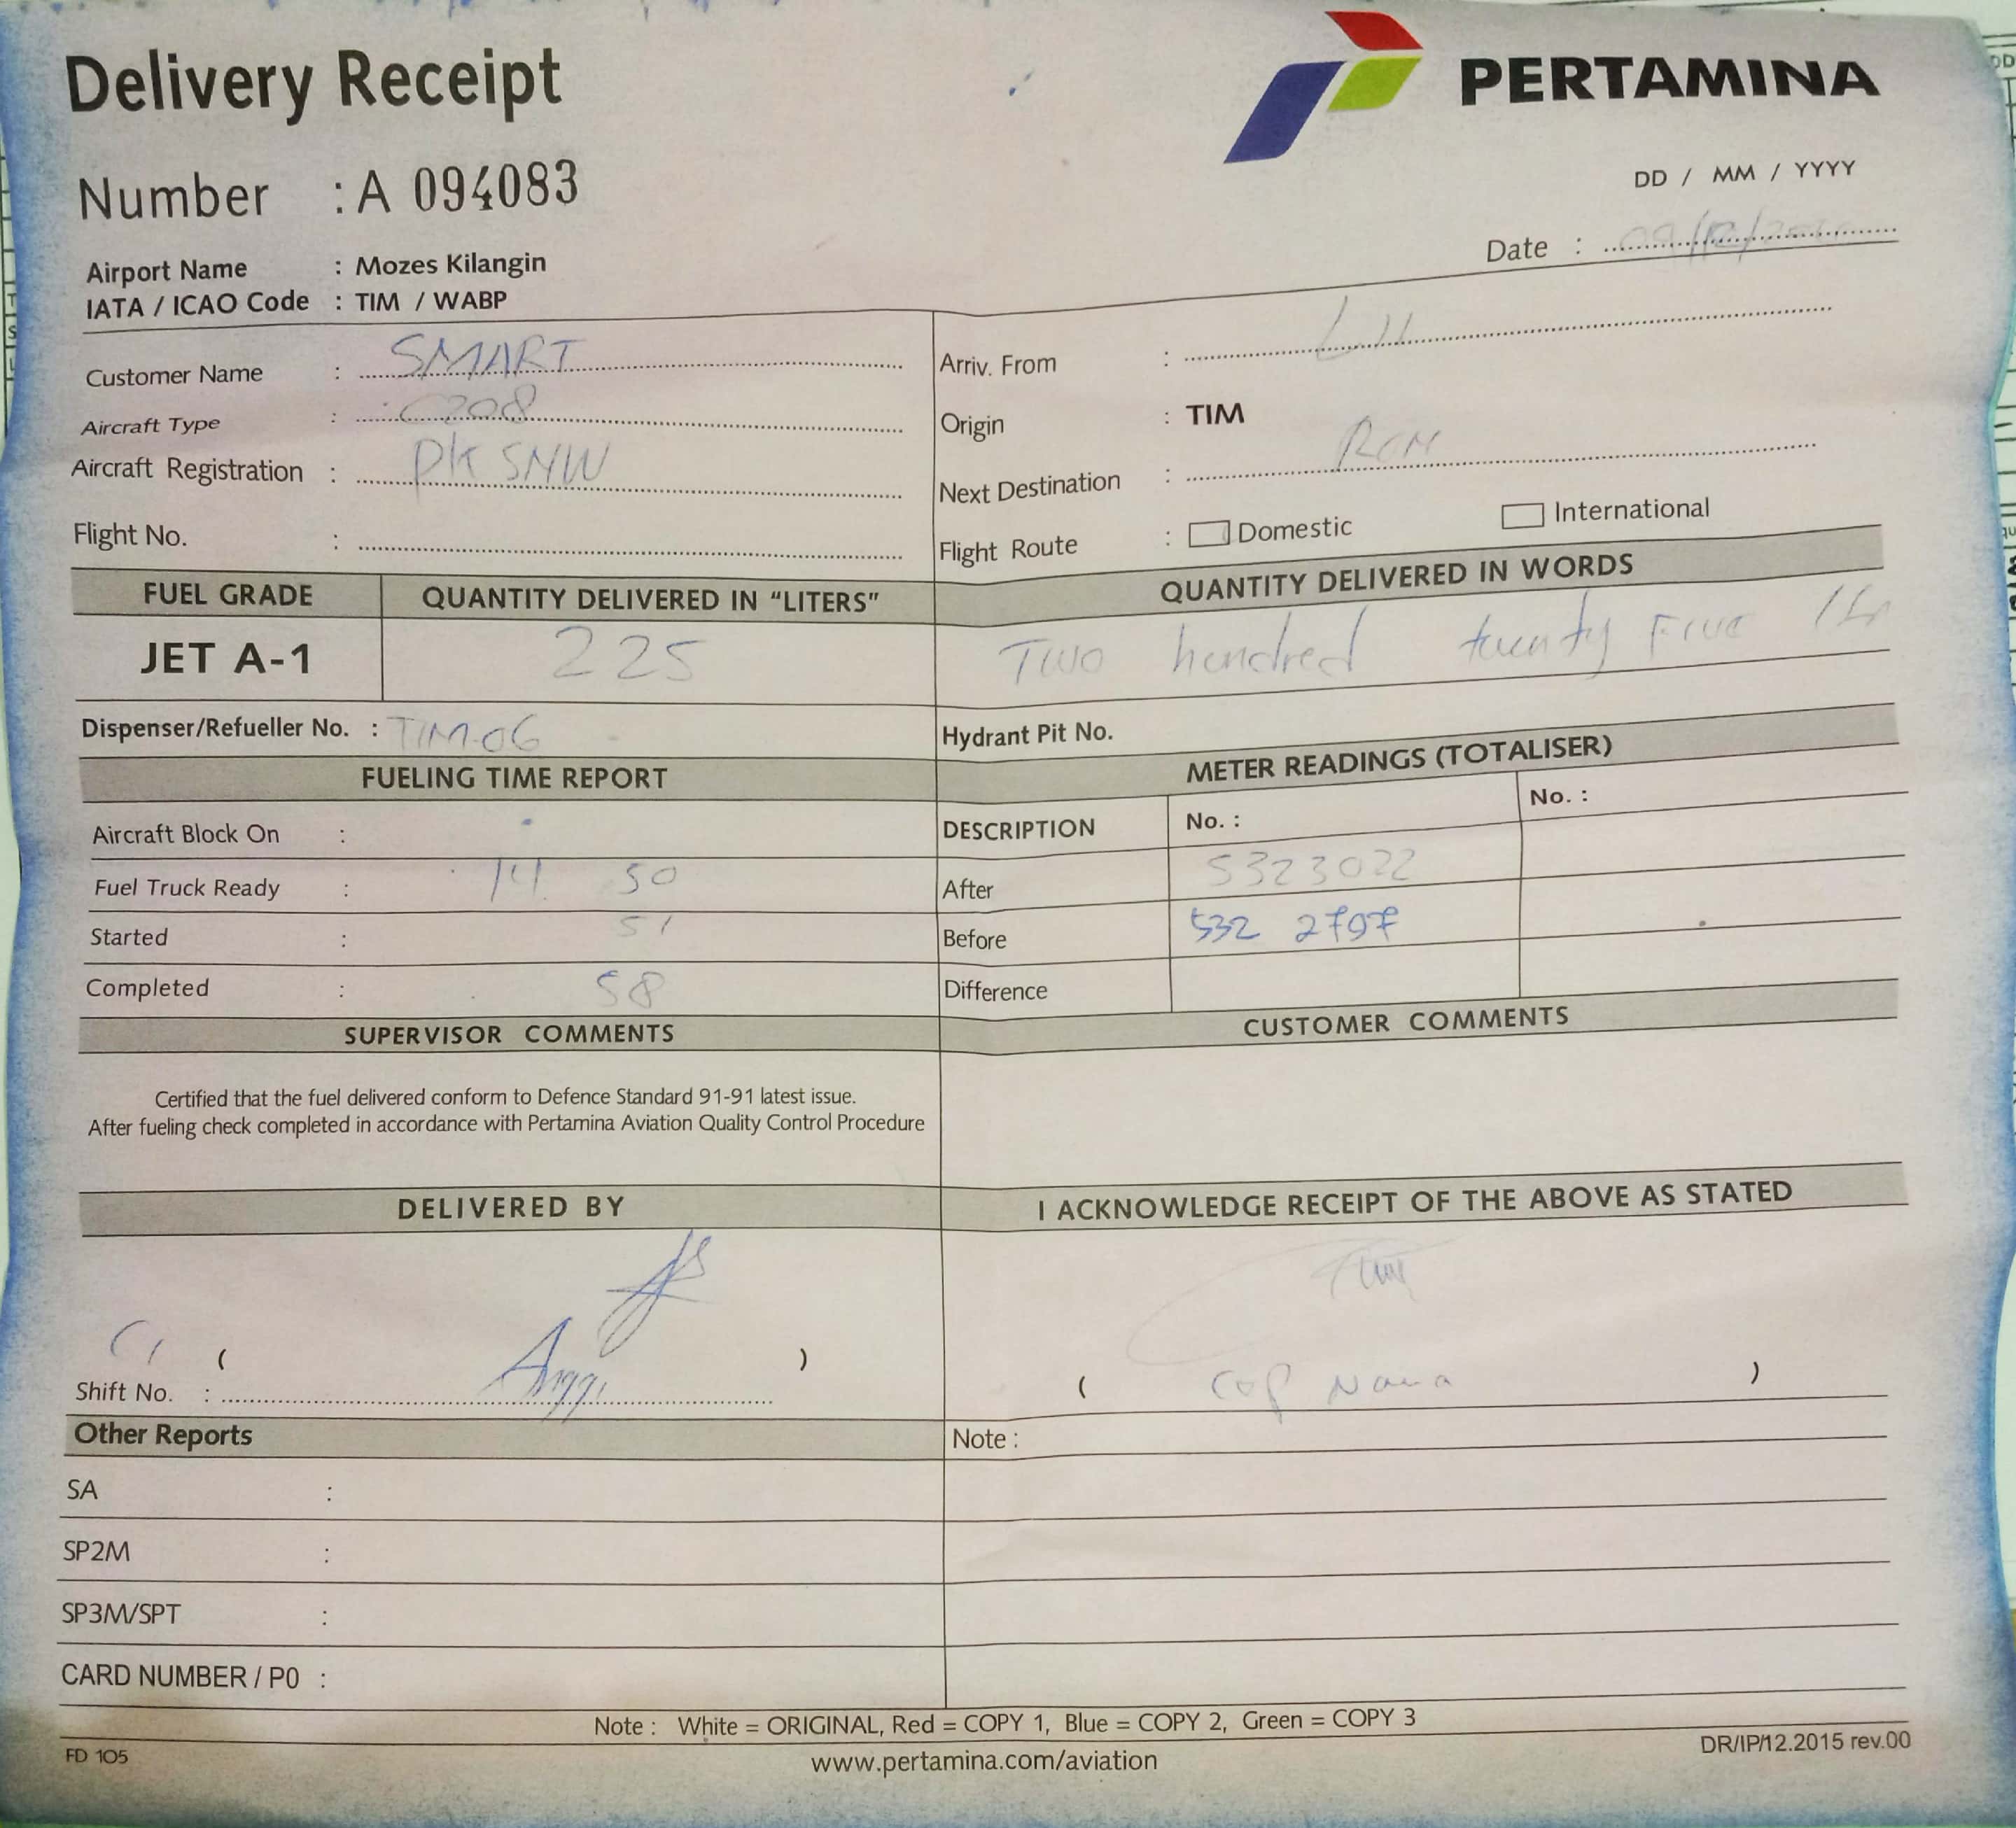 Delivery Receipt
PERTAMINA
Number : A 094083
DD / MM / YYYY
Date :
Airport Name : Mozes Kilangin
IATA / ICAO Code : TIM / WABP
Customer Name : SMART
Arriv. From :
Aircraft Type : C208
Origin : TIM
Aircraft Registration : PK SNW
Next Destination :
Flight No. :
Flight Route : Domestic International
FUEL GRADE QUANTITY DELIVERED IN "LITERS" QUANTITY DELIVERED IN WORDS
JET A-1 225 Two hundred twenty Five
Dispenser/Refueller No. : TIM-06 Hydrant Pit No.
FUELING TIME REPORT METER READINGS (TOTALISER)
Aircraft Block On : DESCRIPTION No. : No. :
Fuel Truck Ready : 14 50 After 5323022
Started : 51 Before 532 2797
Completed : 58 Difference
SUPERVISOR COMMENTS CUSTOMER COMMENTS
Certified that the fuel delivered conform to Defence Standard 91-91 latest issue.
After fueling check completed in accordance with Pertamina Aviation Quality Control Procedure
DELIVERED BY I ACKNOWLEDGE RECEIPT OF THE ABOVE AS STATED
( Anggi ) ( )
Shift No. :
Other Reports Note :
SA :
SP2M :
SP3M/SPT :
CARD NUMBER / P0 :
Note : White = ORIGINAL, Red = COPY 1, Blue = COPY 2, Green = COPY 3
FD 105 www.pertamina.com/aviation DR/IP/12.2015 rev.00